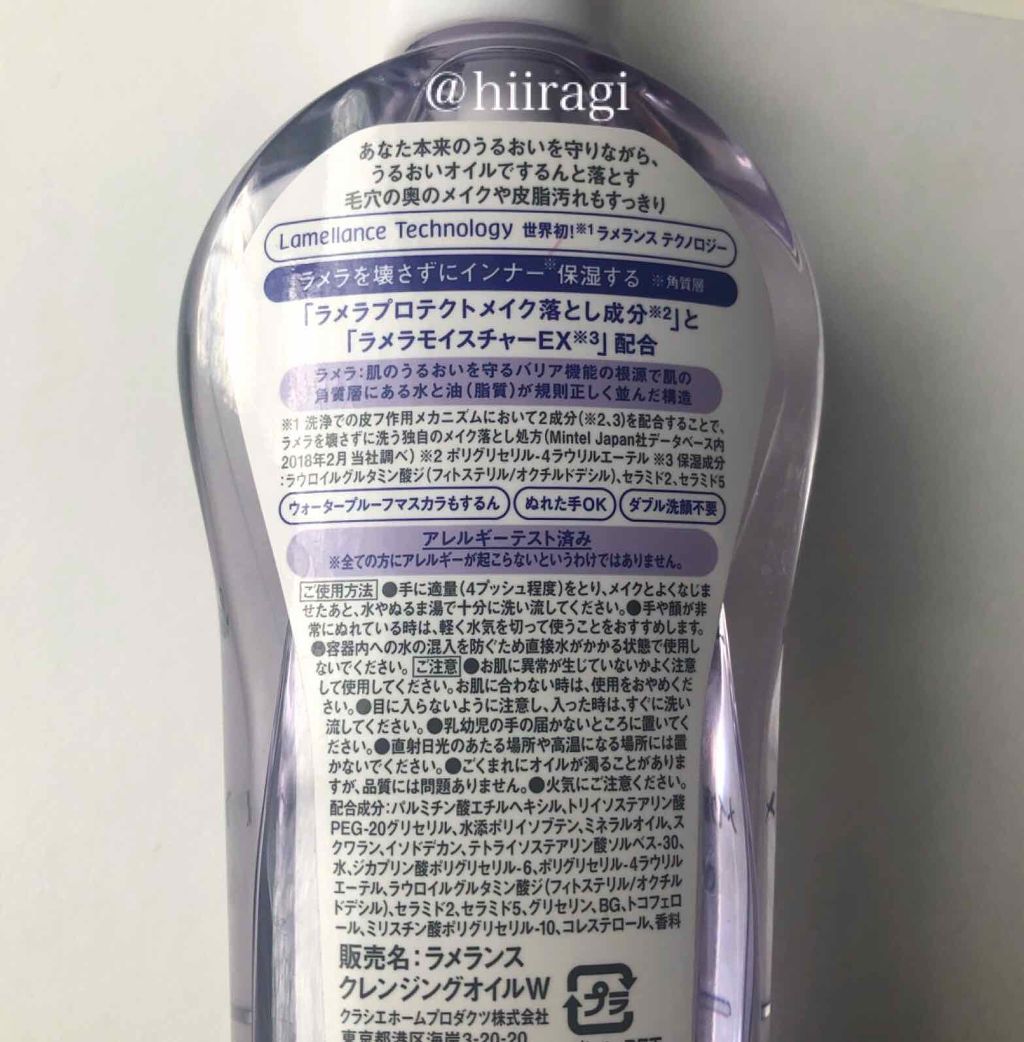 @hiiragi
あなた本来のうるおいを守りながら、
うるおいオイルでするんと落とす
毛穴の奥のメイクや皮脂汚れもすっきり
Lamellance Technology 世界初!※1 ラメランス テクノロジー
ラメラを壊さずにインナー※保湿する ※角質層
「ラメラプロテクトメイク落とし成分※2」と
「ラメラモイスチャーEX※3」配合
ラメラ：肌のうるおいを守るバリア機能の根源で肌の
角質層にある水と油（脂質）が規則正しく並んだ構造
※1 洗浄での皮フ作用メカニズムにおいて2成分（※2、3）を配合することで、
ラメラを壊さずに洗う独自のメイク落とし処方（Mintel Japan社データベース内
2018年2月 当社調べ） ※2 ポリグリセリル-4ラウリルエーテル ※3 保湿成分
：ラウロイルグルタミン酸ジ（フィトステリル/オクチルドデシル）、セラミド2、セラミド5
ウォータープルーフマスカラもするん ぬれた手OK ダブル洗顔不要
アレルギーテスト済み
※全ての方にアレルギーが起こらないというわけではありません。
ご使用方法 ●手に適量（4プッシュ程度）をとり、メイクとよくなじま
せたあと、水やぬるま湯で十分に洗い流してください。●手や顔が非
常にぬれている時は、軽く水気を切って使うことをおすすめします。
●容器内への水の混入を防ぐため直接水がかかる状態で使用し
ないでください。 ご注意 ●お肌に異常が生じていないかよく注意
して使用してください。お肌に合わない時は、使用をおやめくだ
さい。●目に入らないように注意し、入った時は、すぐに洗い
流してください。●乳幼児の手の届かないところに置いてく
ださい。●直射日光のあたる場所や高温になる場所には置
かないでください。●ごくまれにオイルが濁ることがありま
すが、品質には問題ありません。●火気にご注意ください。
配合成分：パルミチン酸エチルヘキシル、トリイソステアリン酸
PEG-20グリセリル、水添ポリイソブテン、ミネラルオイル、ス
クワラン、イソドデカン、テトライソステアリン酸ソルベス-30、
水、ジカプリン酸ポリグリセリル-6、ポリグリセリル-4ラウリル
エーテル、ラウロイルグルタミン酸ジ（フィトステリル/オクチル
ドデシル）、セラミド2、セラミド5、グリセリン、BG、トコフェロ
ール、ミリスチン酸ポリグリセリル-10、コレステロール、香料
販売名：ラメランス
クレンジングオイルW
クラシエホームプロダクツ株式会社
東京都港区海岸3-20-20
プラ